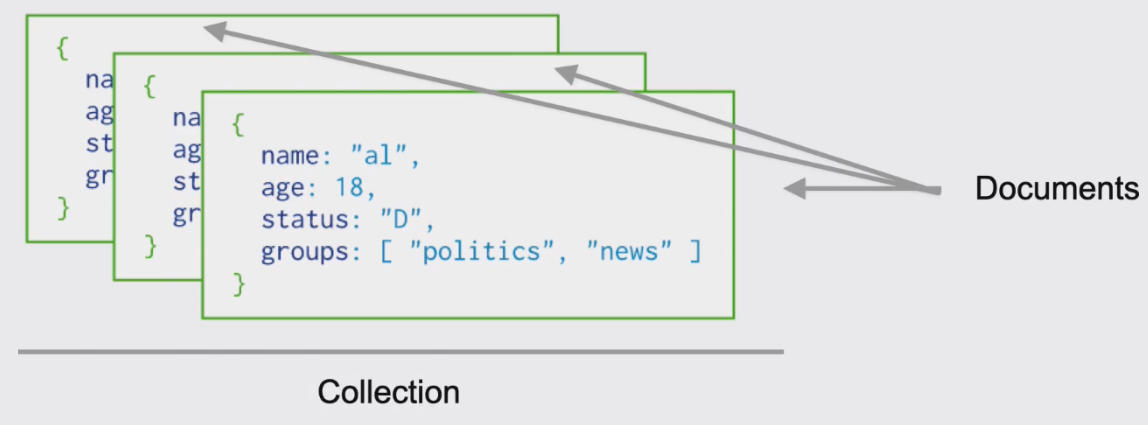 {
na
ag
st
gr
}
{
na
ag
st
gr
}
{
name: "al",
age: 18,
status: "D",
groups: [ "politics", "news" ]
}
Documents
Collection